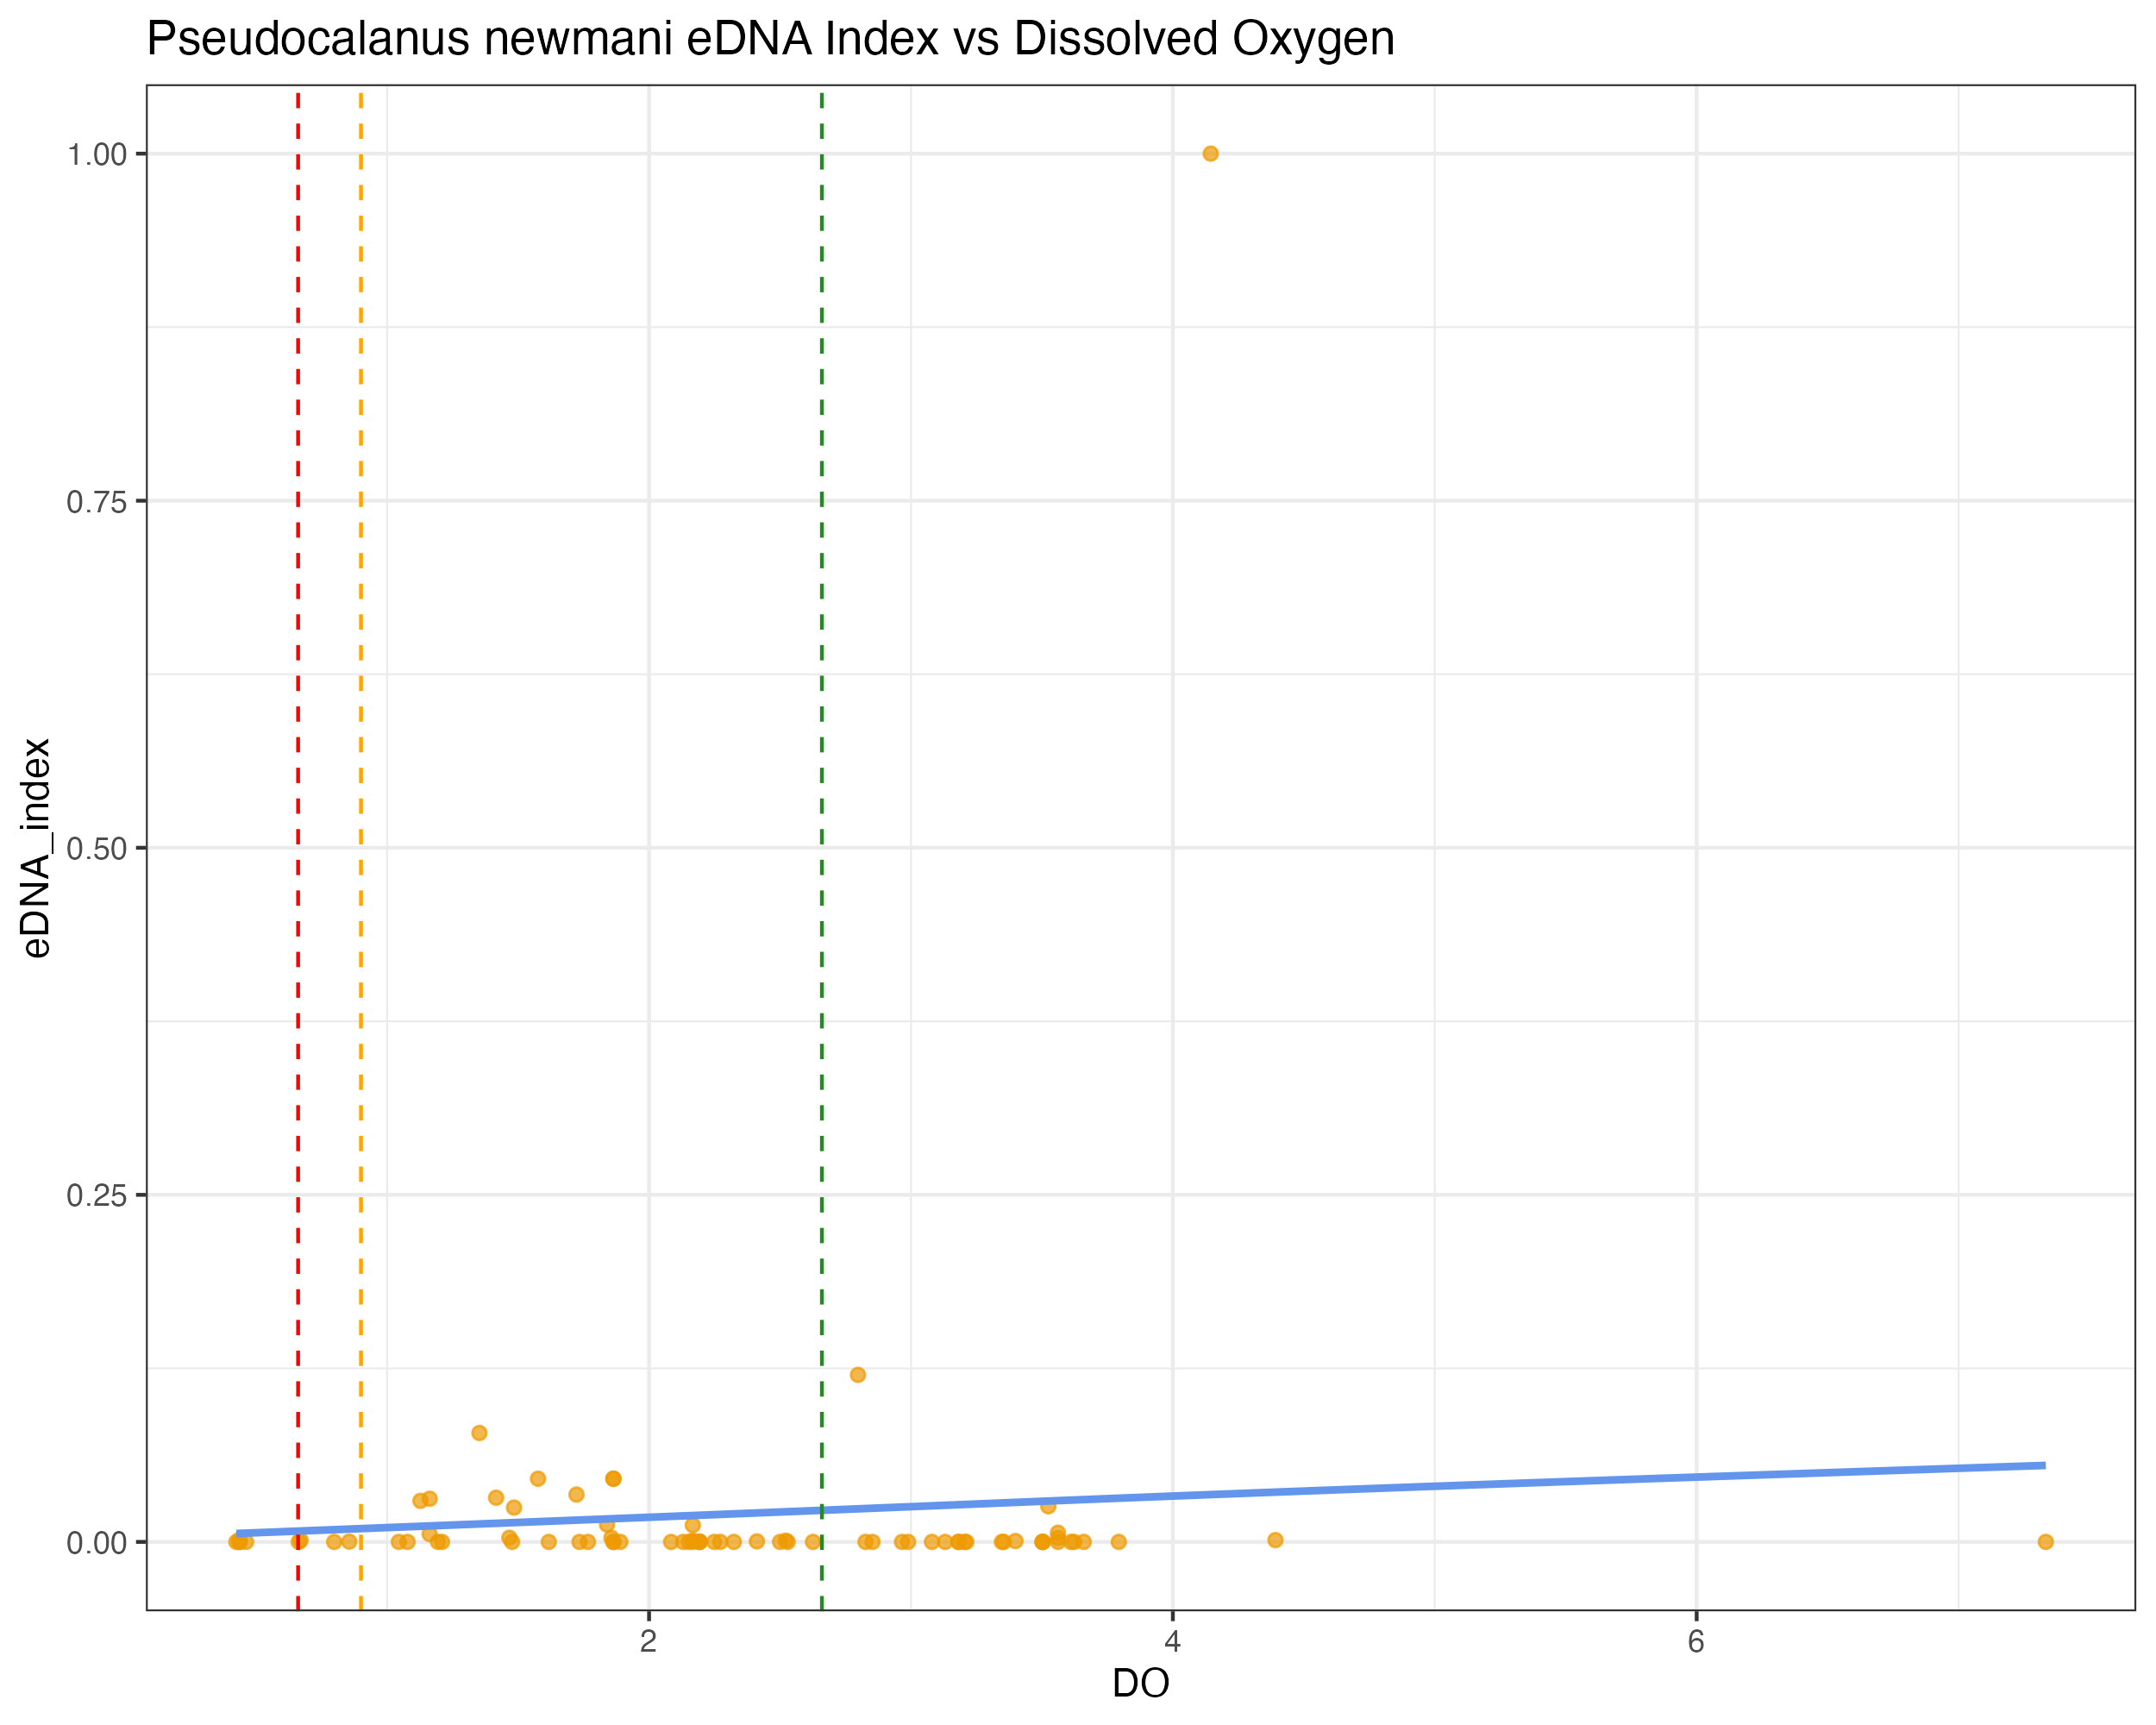 Pseudocalanus newmani eDNA Index vs Dissolved Oxygen
1.00
0.75
0.50
0.25
0.00
eDNA_index
2
4
6
DO